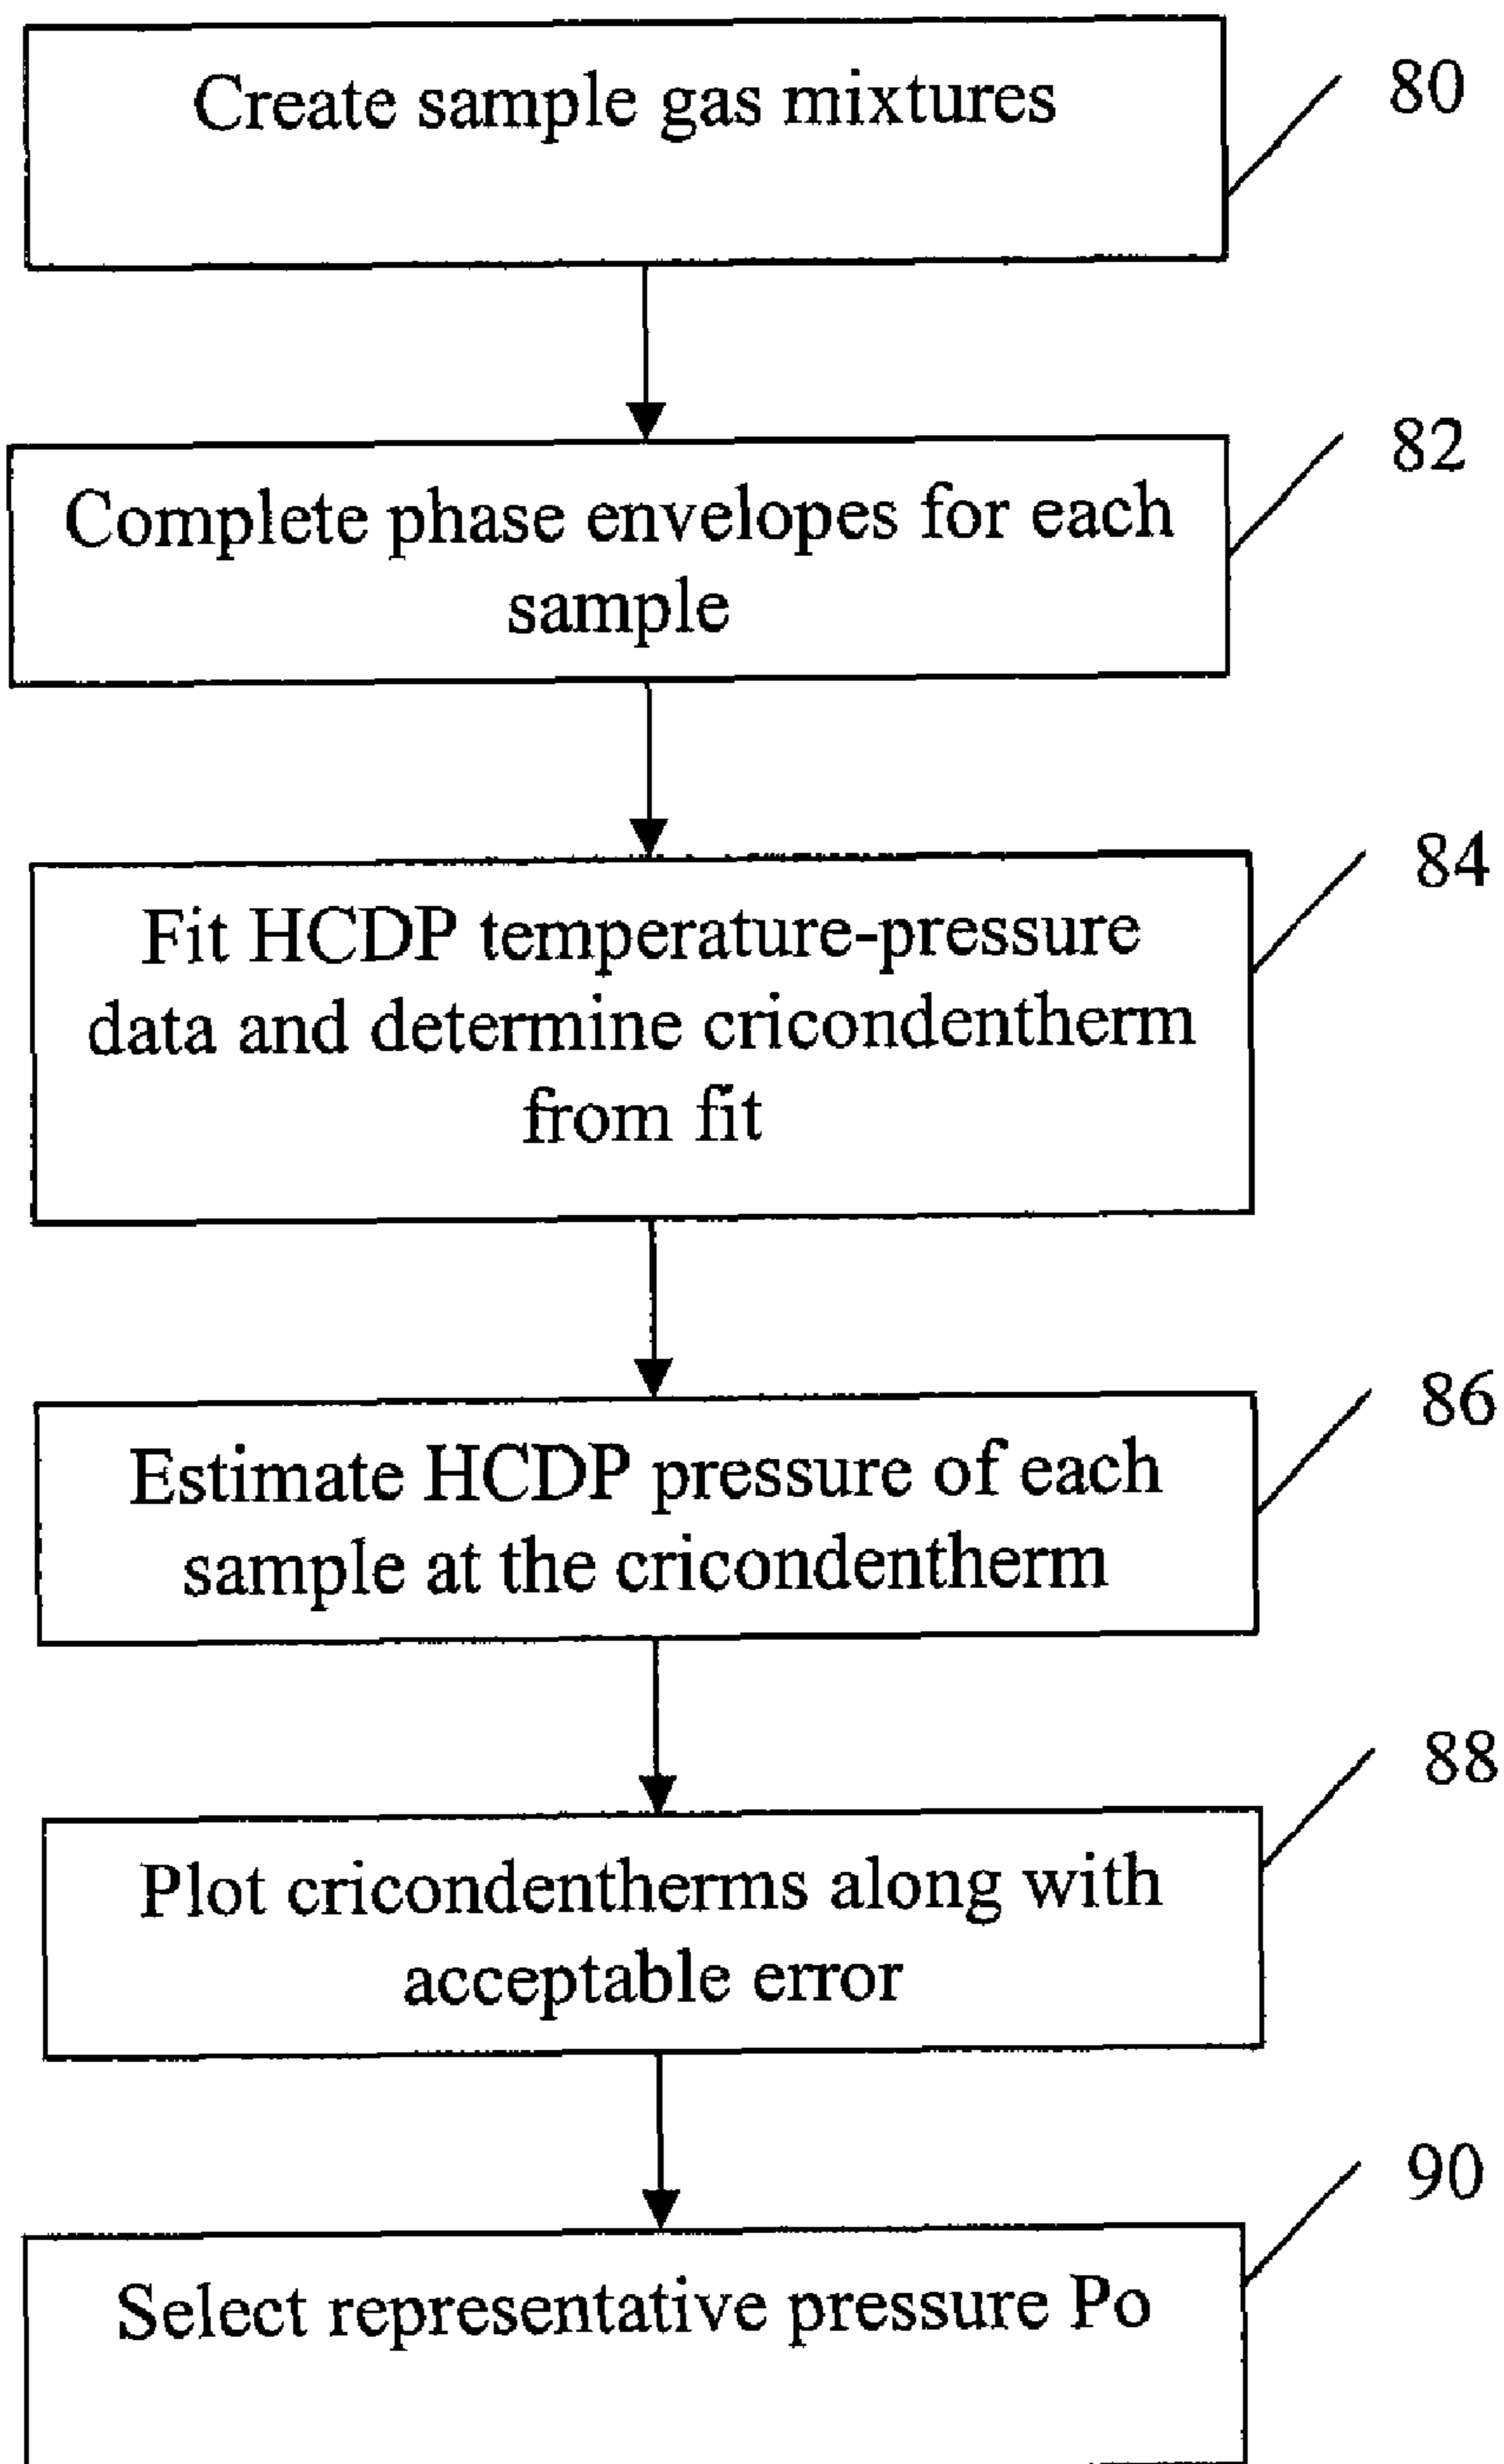 Create sample gas mixtures
80
Complete phase envelopes for each
sample
82
Fit HCDP temperature-pressure
data and determine cricondentherm
from fit
84
Estimate HCDP pressure of each
sample at the cricondentherm
86
Plot cricondentherms along with
acceptable error
88
Select representative pressure Po
90